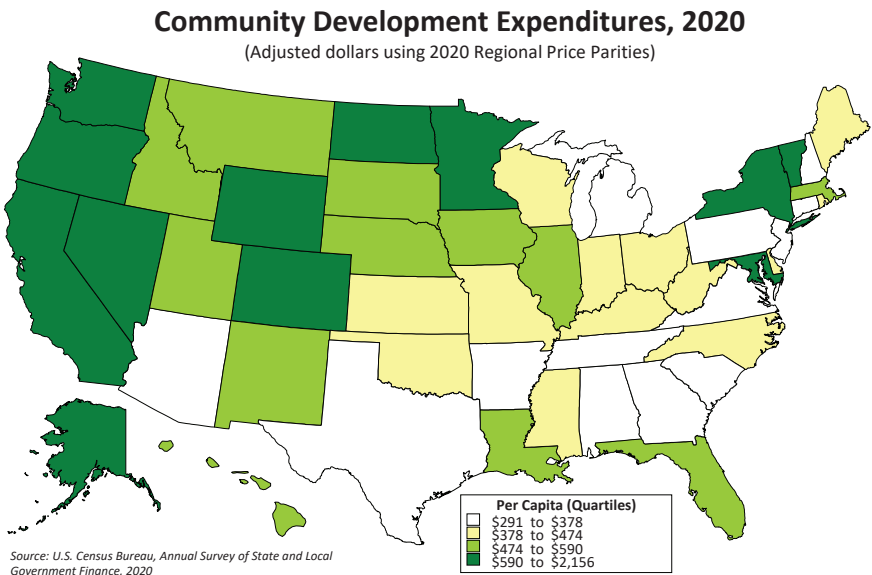 Community Development Expenditures, 2020
(Adjusted dollars using 2020 Regional Price Parities)
Per Capita (Quartiles)
$291 to $378
$378 to $474
$474 to $590
$590 to $2,156
Source: U.S. Census Bureau, Annual Survey of State and Local
Government Finance, 2020